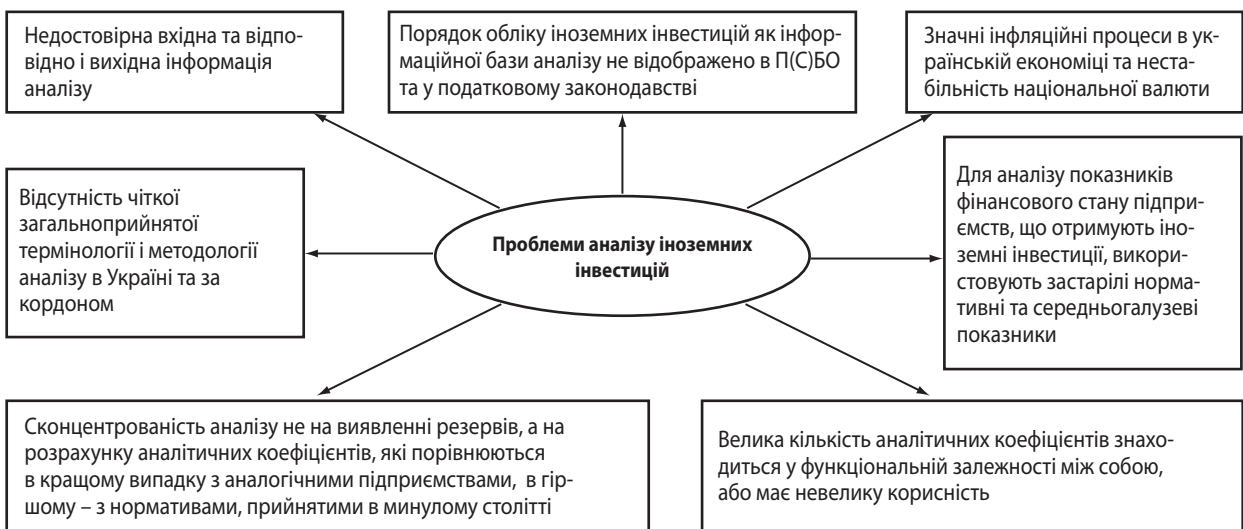 Недостовірна вхідна та відпо-
відно і вихідна інформація
аналізу
Порядок обліку іноземних інвестицій як інфор-
маційної бази аналізу не відображено в П(С)БО
та у податковому законодавстві
Значні інфляційні процеси в ук-
раїнській економіці та неста-
більність національної валюти
Відсутність чіткої
загальноприйнятої
термінології і методології
аналізу в Україні та за
кордоном
Проблеми аналізу іноземних
інвестицій
Для аналізу показників
фінансового стану підпри-
ємств, що отримують іно-
земні інвестиції, викори-
стовують застарілі норма-
тивні та середньогалузеві
показники
Сконцентрованість аналізу не на виявленні резервів, а на
розрахунку аналітичних коефіцієнтів, які порівнюються
в кращому випадку з аналогічними підприємствами, в гір-
шому – з нормативами, прийнятими в минулому столітті
Велика кількість аналітичних коефіцієнтів знахо-
диться у функціональній залежності між собою,
або має невелику корисність